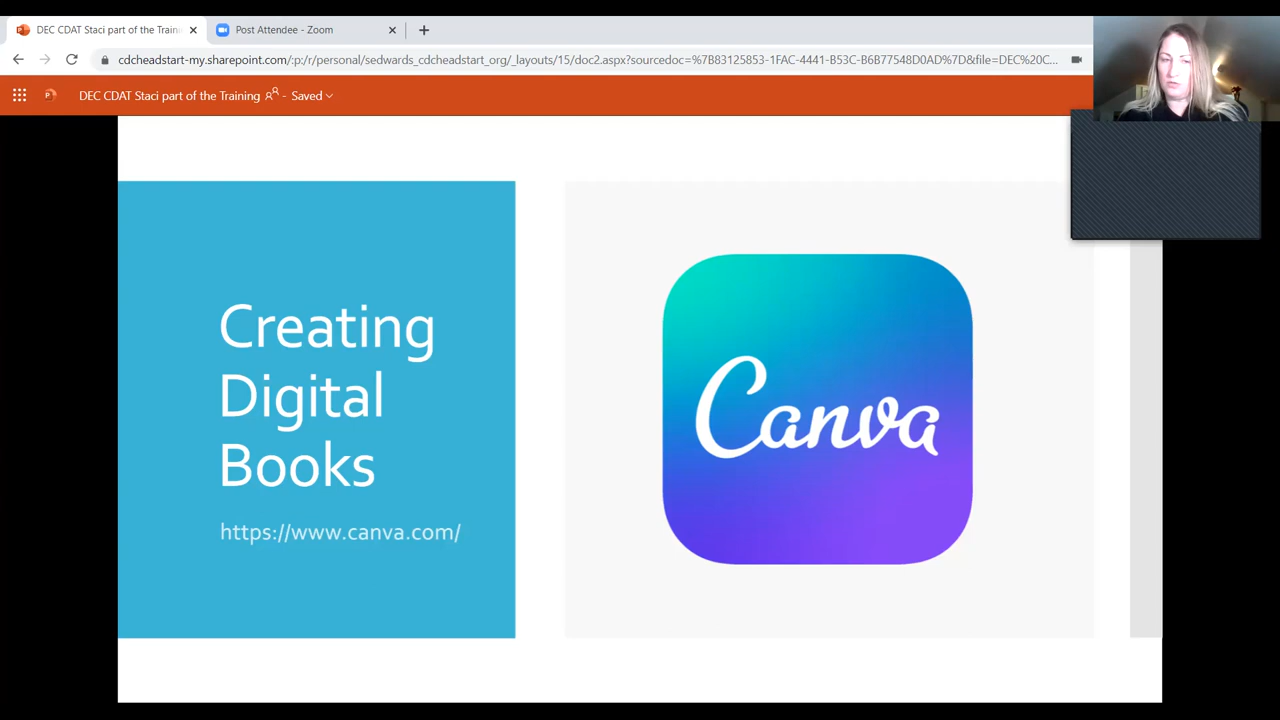 DEC CDAT Staci part of the Traini
Post Attendee - Zoom
cdcheadstart-my.sharepoint.com/:p:/r/personal/sedwards_cdcheadstart_org/_layouts/15/doc2.aspx?sourcedoc=%7B83125853-1FAC-4441-B53C-B6B77548D0AD%7D&file=DEC%20C...
DEC CDAT Staci part of the Training - Saved
Creating
Digital
Books
https://www.canva.com/
Canva